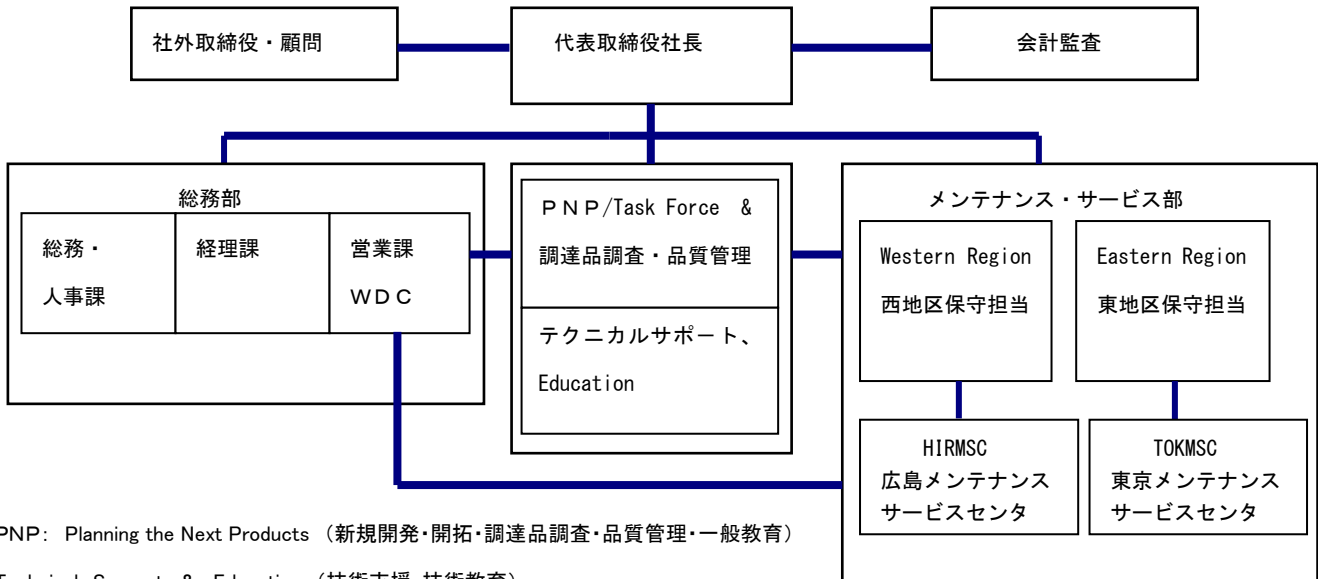 社外取締役・顧問
代表取締役社長
会計監査
総務部
総務・
人事課
経理課
営業課
ＷＤＣ
ＰＮＰ/Task Force &
調達品調査・品質管理
テクニカルサポート、
Education
メンテナンス・サービス部
Western Region
西地区保守担当
Eastern Region
東地区保守担当
HIRMSC
広島メンテナンス
サービスセンタ
TOKMSC
東京メンテナンス
サービスセンタ
PNP: Planning the Next Products （新規開発・開拓・調達品調査・品質管理・一般教育）